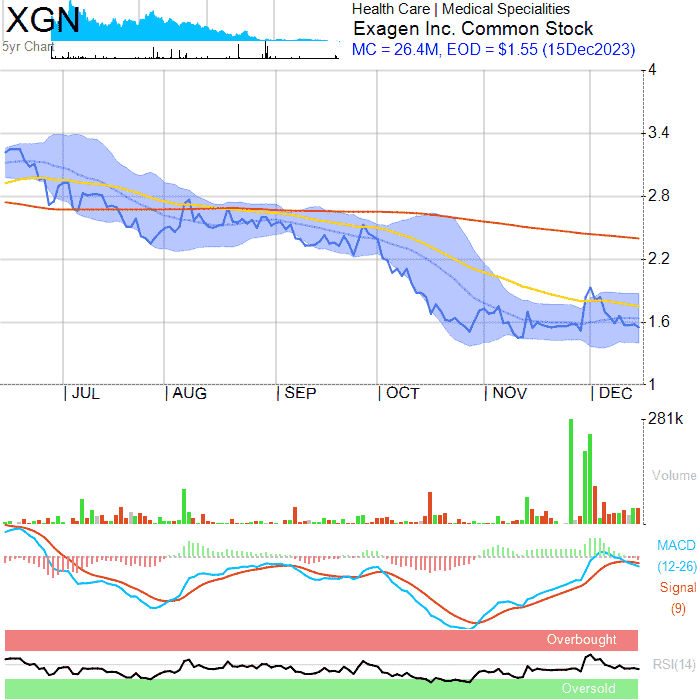 XGN
5yr Chart
Health Care | Medical Specialities
Exagen Inc. Common Stock
MC = 26.4M, EOD = $1.55 (15Dec2023)
4
3.4
2.8
2.2
1.6
1
JUL AUG SEP OCT NOV DEC
281k
Volume
MACD
(12-26)
Signal
(9)
Overbought
RSI(14)
Oversold